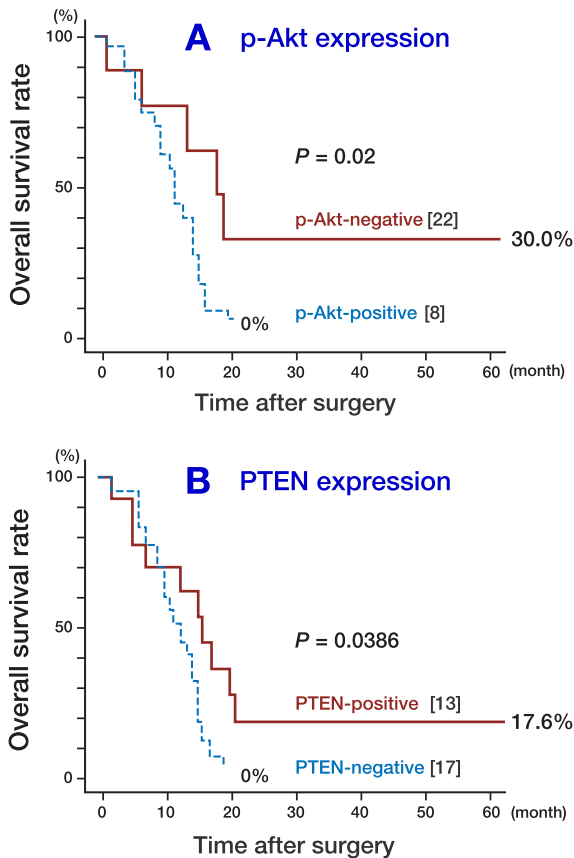 (%)
A p-Akt expression
100
50
0
Overall survival rate
P = 0.02
p-Akt-negative [22]
30.0%
p-Akt-positive [8]
0%
0 10 20 30 40 50 60 (month)
Time after surgery
(%)
B PTEN expression
100
50
0
Overall survival rate
P = 0.0386
PTEN-positive [13]
17.6%
PTEN-negative [17]
0%
0 10 20 30 40 50 60 (month)
Time after surgery